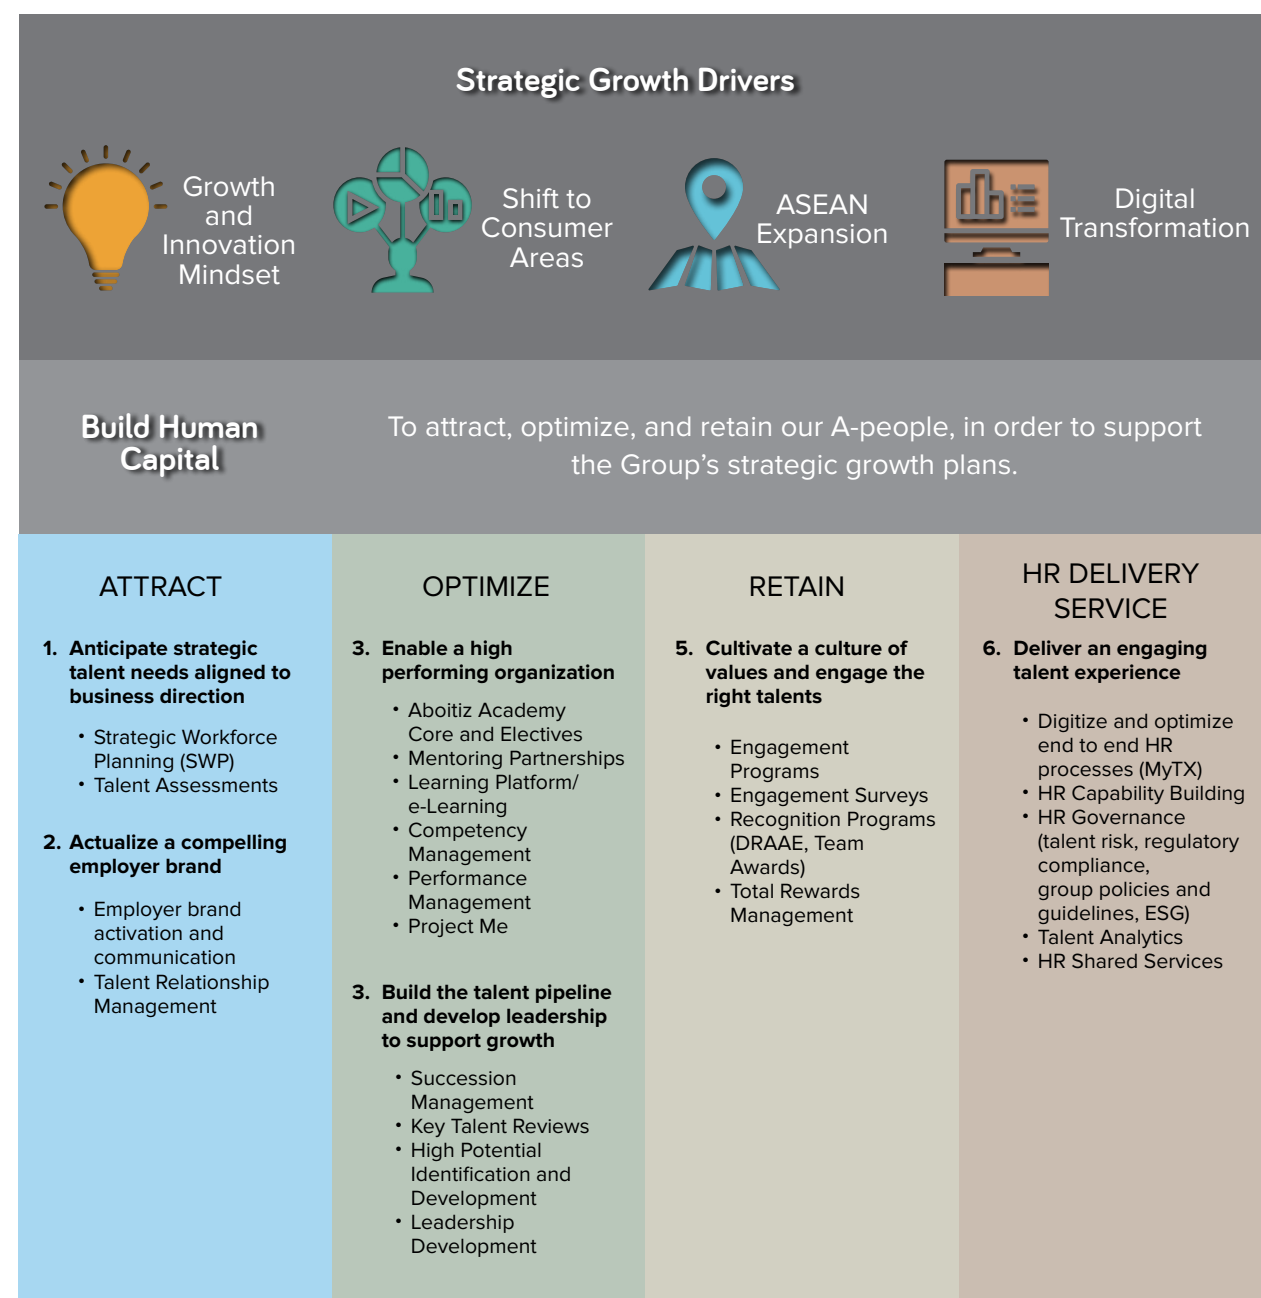 Strategic Growth Drivers
Growth
and
Innovation
Mindset
Shift to
Consumer
Areas
ASEAN
Expansion
Digital
Transformation
Build Human
Capital
To attract, optimize, and retain our A-people, in order to support
the Group's strategic growth plans.
ATTRACT
1. Anticipate strategic
talent needs aligned to
business direction
• Strategic Workforce
Planning (SWP)
• Talent Assessments
2. Actualize a compelling
employer brand
• Employer brand
activation and
communication
• Talent Relationship
Management
OPTIMIZE
3. Enable a high
performing organization
• Aboitiz Academy
Core and Electives
• Mentoring Partnerships
• Learning Platform/
e-Learning
• Competency
Management
• Performance
Management
• Project Me
3. Build the talent pipeline
and develop leadership
to support growth
• Succession
Management
• Key Talent Reviews
• High Potential
Identification and
Development
• Leadership
Development
RETAIN
5. Cultivate a culture of
values and engage the
right talents
• Engagement
Programs
• Engagement Surveys
• Recognition Programs
(DRAAE, Team
Awards)
• Total Rewards
Management
HR DELIVERY
SERVICE
6. Deliver an engaging
talent experience
• Digitize and optimize
end to end HR
processes (MyTX)
• HR Capability Building
• HR Governance
(talent risk, regulatory
compliance,
group policies and
guidelines, ESG)
• Talent Analytics
• HR Shared Services